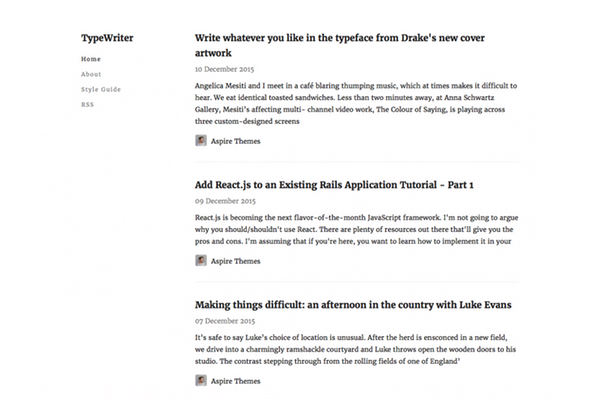 TypeWriter
Home
About
Style Guide
RSS
Write whatever you like in the typeface from Drake's new cover
artwork
10 December 2015
Angelica Mesiti and I meet in a café blaring thumping music, which at times makes it difficult to
hear. We eat identical toasted sandwiches. Less than two minutes away, at Anna Schwartz
Gallery, Mesiti's affecting multi- channel video work, The Colour of Saying, is playing across
three custom-designed screens
Aspire Themes
Add React.js to an Existing Rails Application Tutorial - Part 1
09 December 2015
React.js is becoming the next flavor-of-the-month JavaScript framework. I'm not going to argue
why you should/shouldn't use React. There are plenty of resources out there that'll give you the
pros and cons. I'm assuming that if you're here, you want to learn how to implement it in your
Aspire Themes
Making things difficult: an afternoon in the country with Luke Evans
07 December 2015
It's safe to say Luke's choice of location is unusual. After the herd is ensconced in a new field,
we drive into a charmingly ramshackle courtyard and Luke throws open the wooden doors to his
studio. The contrast stepping through from the rolling fields of one of England'
Aspire Themes